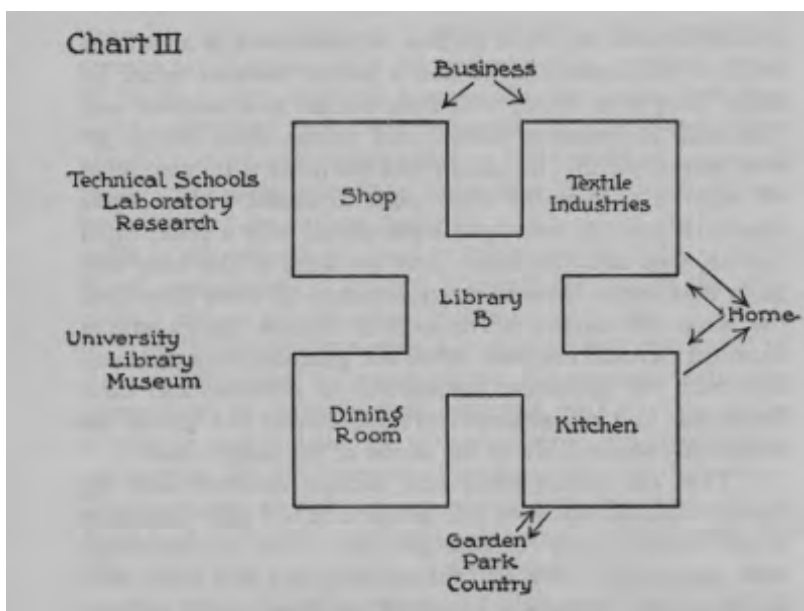 Chart III
Business
Technical Schools
Laboratory
Research
Shop
Textile
Industries
Library
B
Home
University
Library
Museum
Dining
Room
Kitchen
Garden
Park
Country